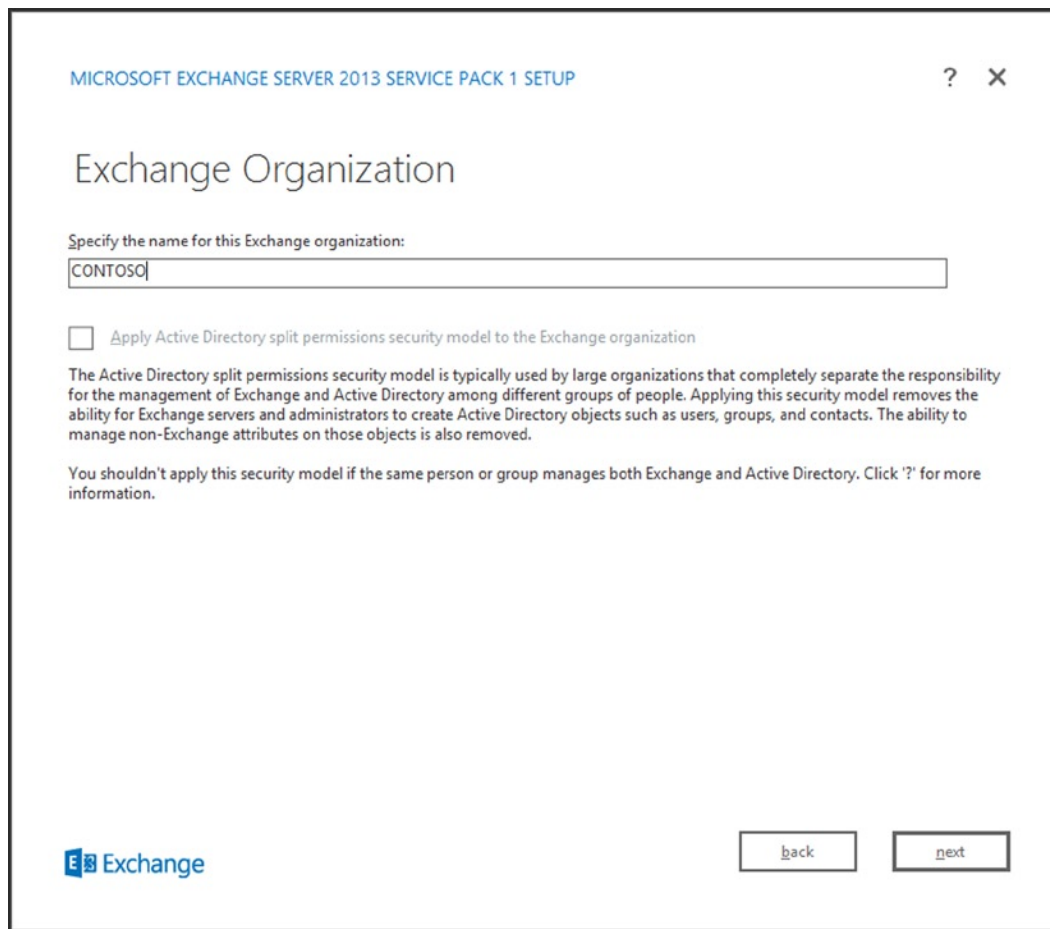 MICROSOFT EXCHANGE SERVER 2013 SERVICE PACK 1 SETUP ? ✕
Exchange Organization
Specify the name for this Exchange organization:
CONTOSO
Apply Active Directory split permissions security model to the Exchange organization
The Active Directory split permissions security model is typically used by large organizations that completely separate the responsibility
for the management of Exchange and Active Directory among different groups of people. Applying this security model removes the
ability for Exchange servers and administrators to create Active Directory objects such as users, groups, and contacts. The ability to
manage non-Exchange attributes on those objects is also removed.
You shouldn't apply this security model if the same person or group manages both Exchange and Active Directory. Click '?' for more
information.
back next
E Exchange